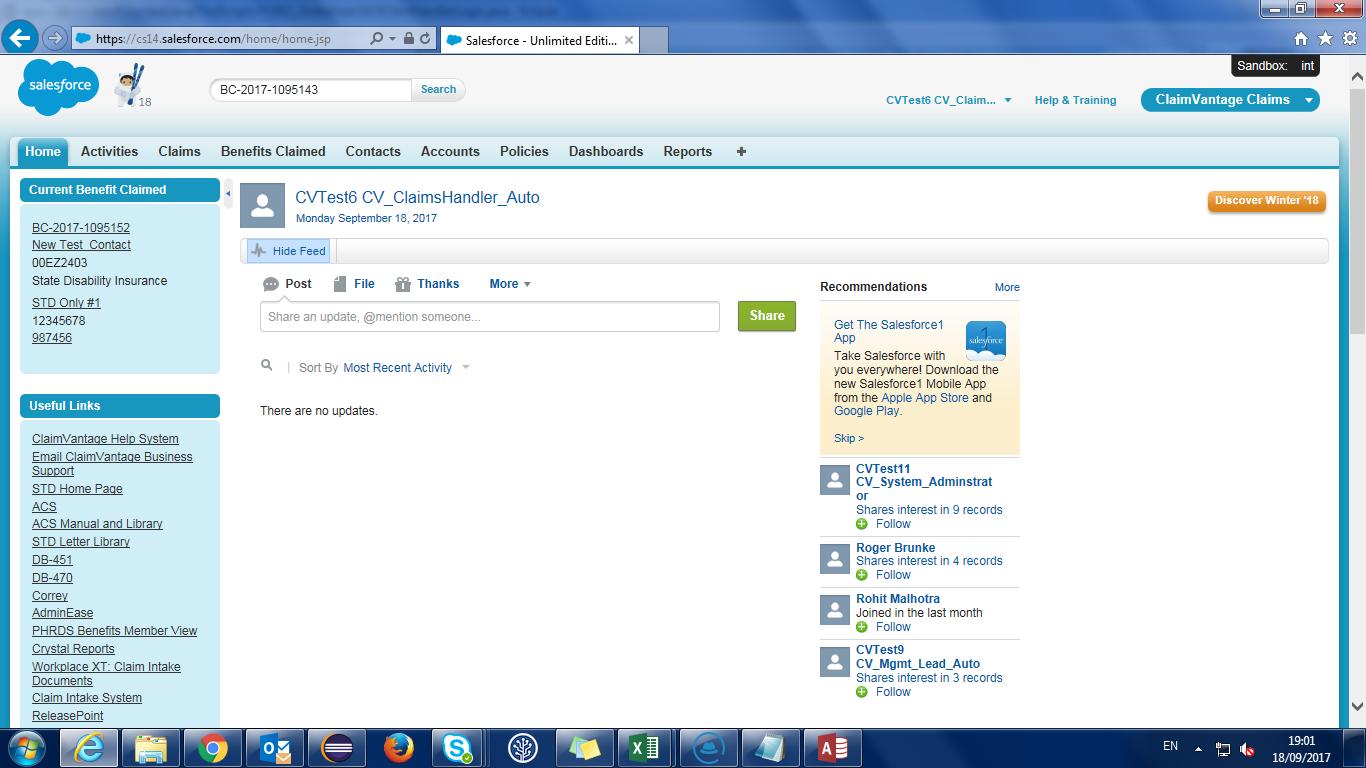 https://cs14.salesforce.com/home/home.jsp
Salesforce - Unlimited Editi...
Sandbox: int
salesforce
18
BC-2017-1095143
Search
CVTest6 CV_Claim...
Help & Training
ClaimVantage Claims
Home
Activities
Claims
Benefits Claimed
Contacts
Accounts
Policies
Dashboards
Reports
Current Benefit Claimed
BC-2017-1095152
New Test_Contact
00EZ2403
State Disability Insurance
STD Only #1
12345678
987456
Useful Links
ClaimVantage Help System
Email ClaimVantage Business
Support
STD Home Page
ACS
ACS Manual and Library
STD Letter Library
DB-451
DB-470
Correy
AdminEase
PHRDS Benefits Member View
Crystal Reports
Workplace XT: Claim Intake
Documents
Claim Intake System
ReleasePoint
CVTest6 CV_ClaimsHandler_Auto
Monday September 18, 2017
Discover Winter '18
Hide Feed
Post
File
Thanks
More
Share an update, @mention someone...
Share
Sort By Most Recent Activity
There are no updates.
Recommendations
More
Get The Salesforce1
App
Take Salesforce with
you everywhere! Download the
new Salesforce1 Mobile App
from the Apple App Store and
Google Play.
Skip >
1
salesforce
CVTest11
CV_System_Adminstrat
or
Shares interest in 9 records
Follow
Roger Brunke
Shares interest in 4 records
Follow
Rohit Malhotra
Joined in the last month
Follow
CVTest9
CV_Mgmt_Lead_Auto
Shares interest in 3 records
Follow
EN
19:01
18/09/2017